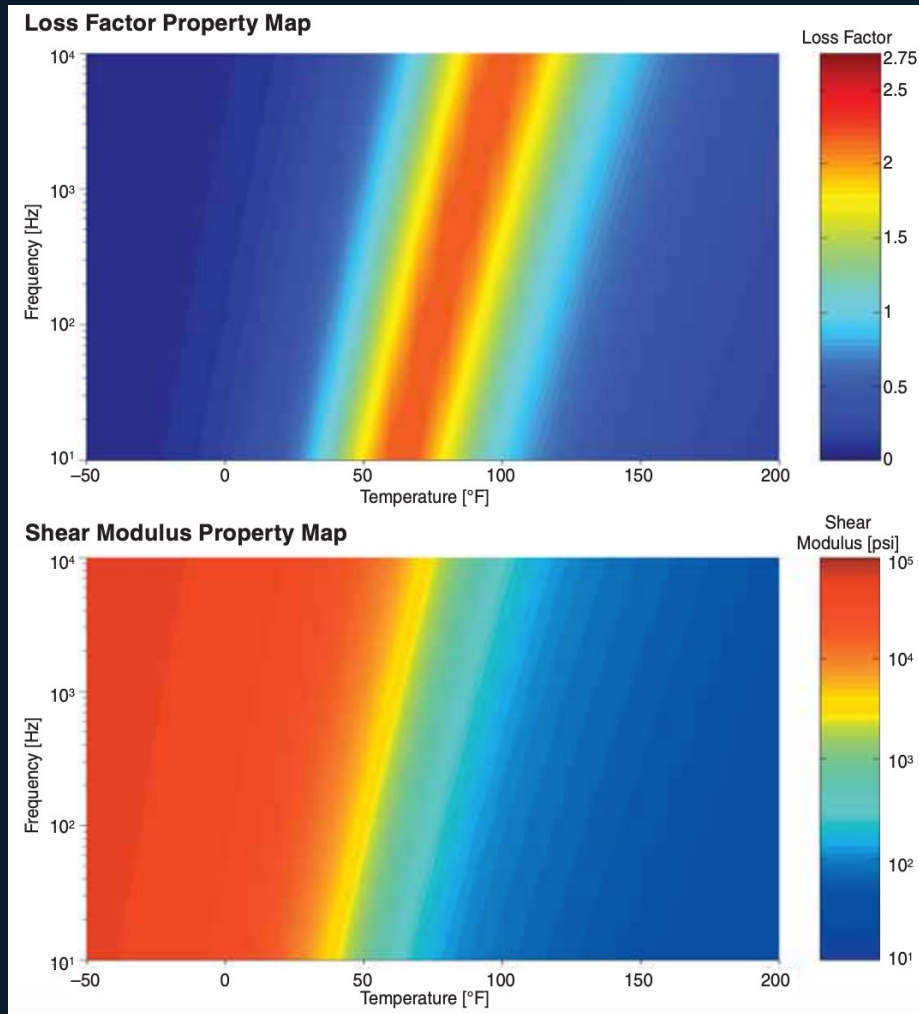 Loss Factor Property Map
Loss Factor
10⁴
10³
10²
10¹
Frequency [Hz]
–50 0 50 100 150 200
Temperature [°F]
2.75
2.5
2
1.5
1
0.5
0
Shear Modulus Property Map
Shear
Modulus [psi]
10⁴
10³
10²
10¹
Frequency [Hz]
–50 0 50 100 150 200
Temperature [°F]
10⁵
10⁴
10³
10²
10¹